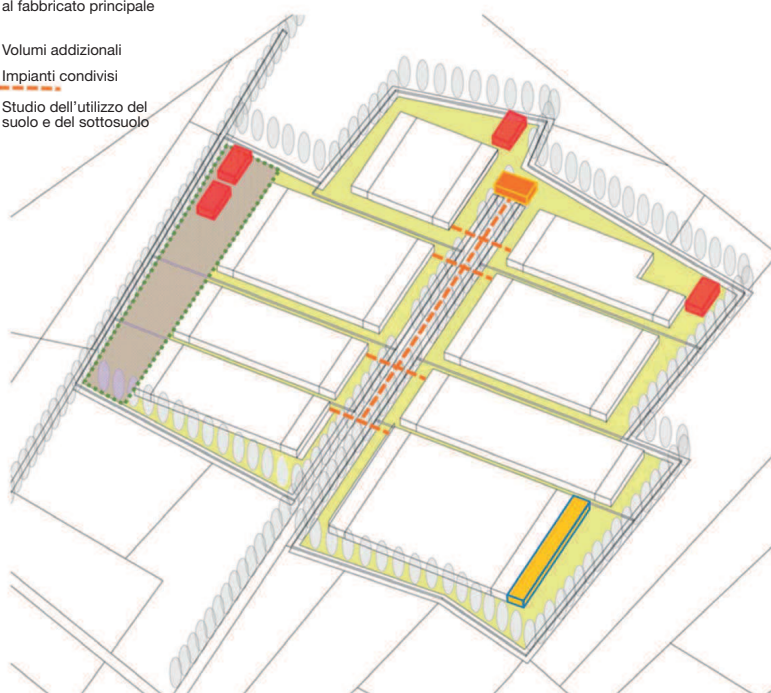 al fabbricato principale
Volumi addizionali
Impianti condivisi
Studio dell'utilizzo del
suolo e del sottosuolo